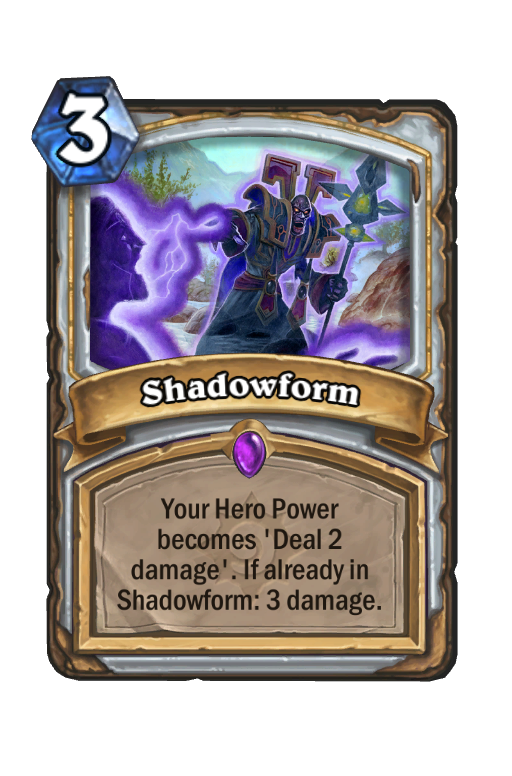 3
Shadowform
Your Hero Power
becomes 'Deal 2
damage'. If already in
Shadowform: 3 damage.